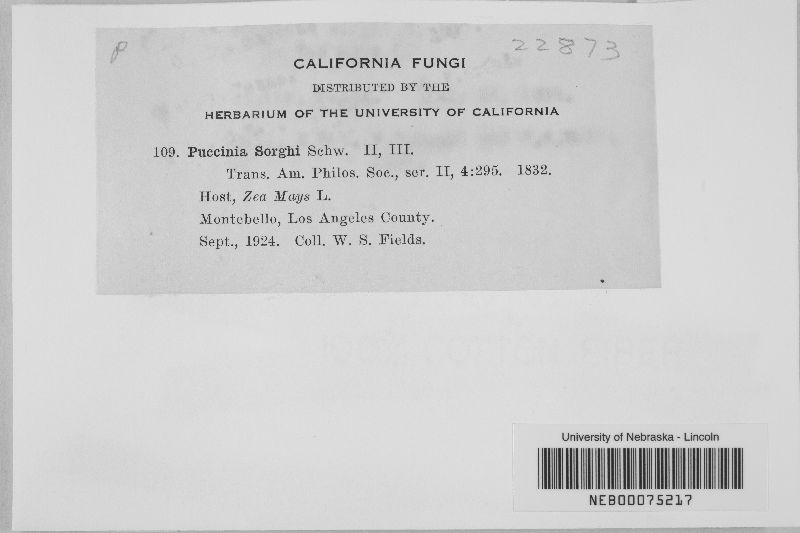 P 22873
CALIFORNIA FUNGI
DISTRIBUTED BY THE
HERBARIUM OF THE UNIVERSITY OF CALIFORNIA
109. Puccinia Sorghi Schw. II, III.
Trans. Am. Philos. Soc., ser. II, 4:295. 1832.
Host, Zea Mays L.
Montebello, Los Angeles County.
Sept., 1924. Coll. W. S. Fields.
University of Nebraska - Lincoln
NEB00075217